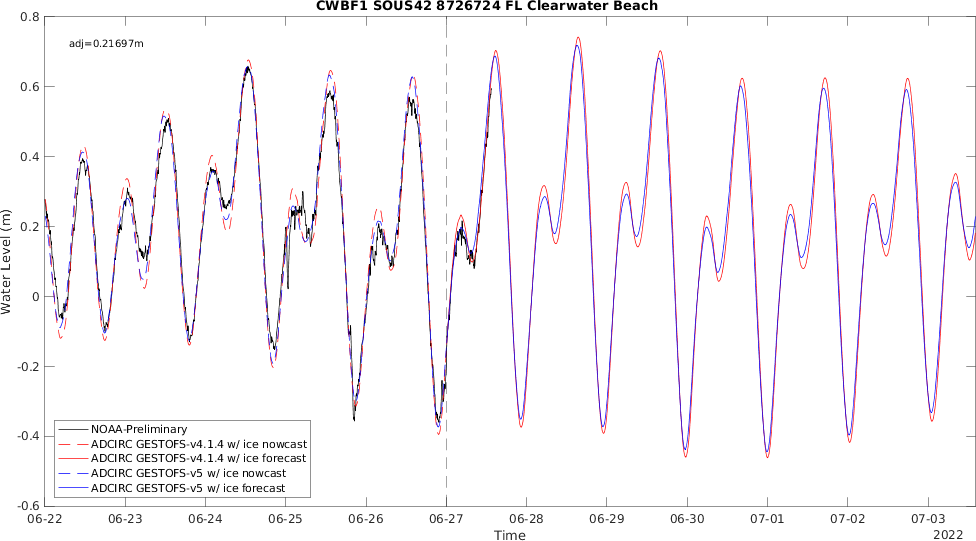 CWBF1 SOUS42 8726724 FL Clearwater Beach
0.8
adj=0.21697m
0.6
0.4
0.2
0
-0.2
-0.4
-0.6
Water Level (m)
NOAA-Preliminary
ADCIRC GESTOFS-v4.1.4 w/ ice nowcast
ADCIRC GESTOFS-v4.1.4 w/ ice forecast
ADCIRC GESTOFS-v5 w/ ice nowcast
ADCIRC GESTOFS-v5 w/ ice forecast
06-22 06-23 06-24 06-25 06-26 06-27 06-28 06-29 06-30 07-01 07-02 07-03
Time
2022